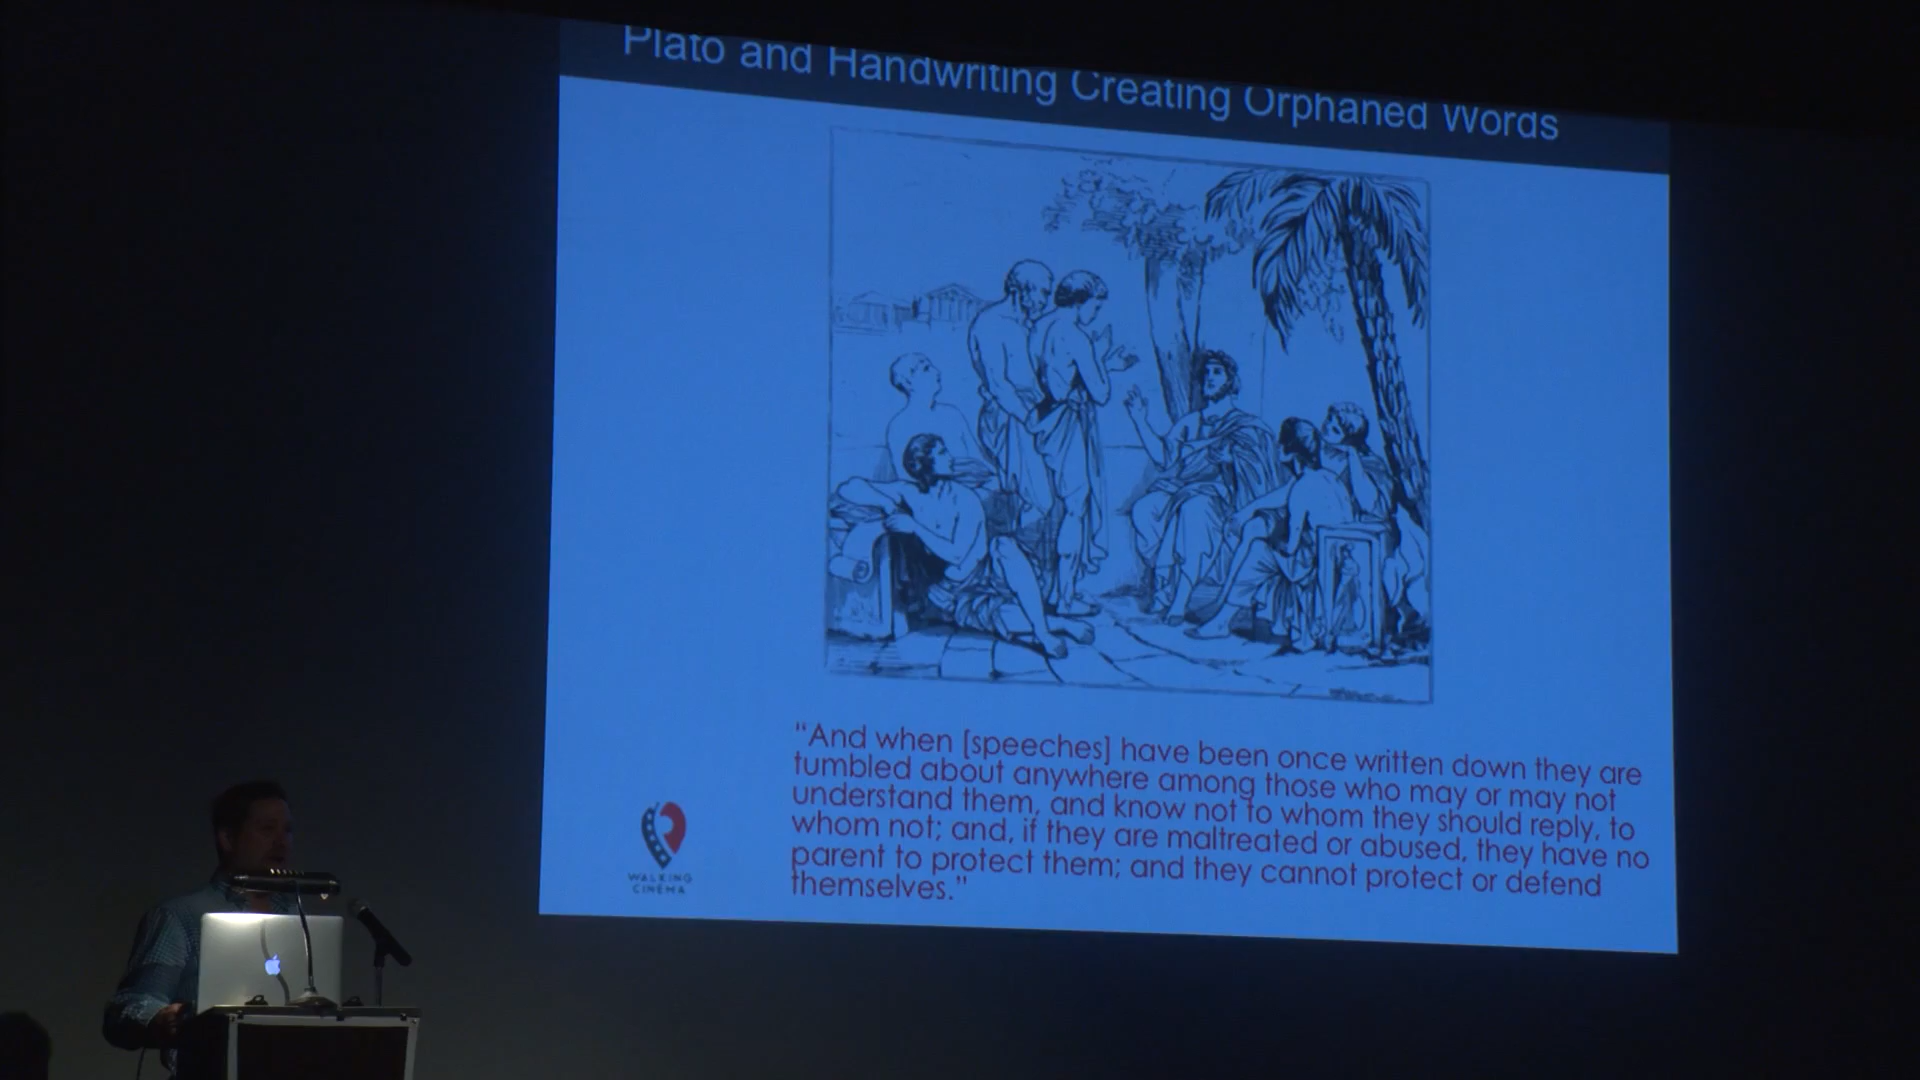 Plato and Handwriting Creating Orphaned Words
“And when [speeches] have been once written down they are
tumbled about anywhere among those who may or may not
understand them, and know not to whom they should reply, to
whom not; and, if they are maltreated or abused, they have no
parent to protect them; and they cannot protect or defend
themselves.”
WALKING
CINEMA